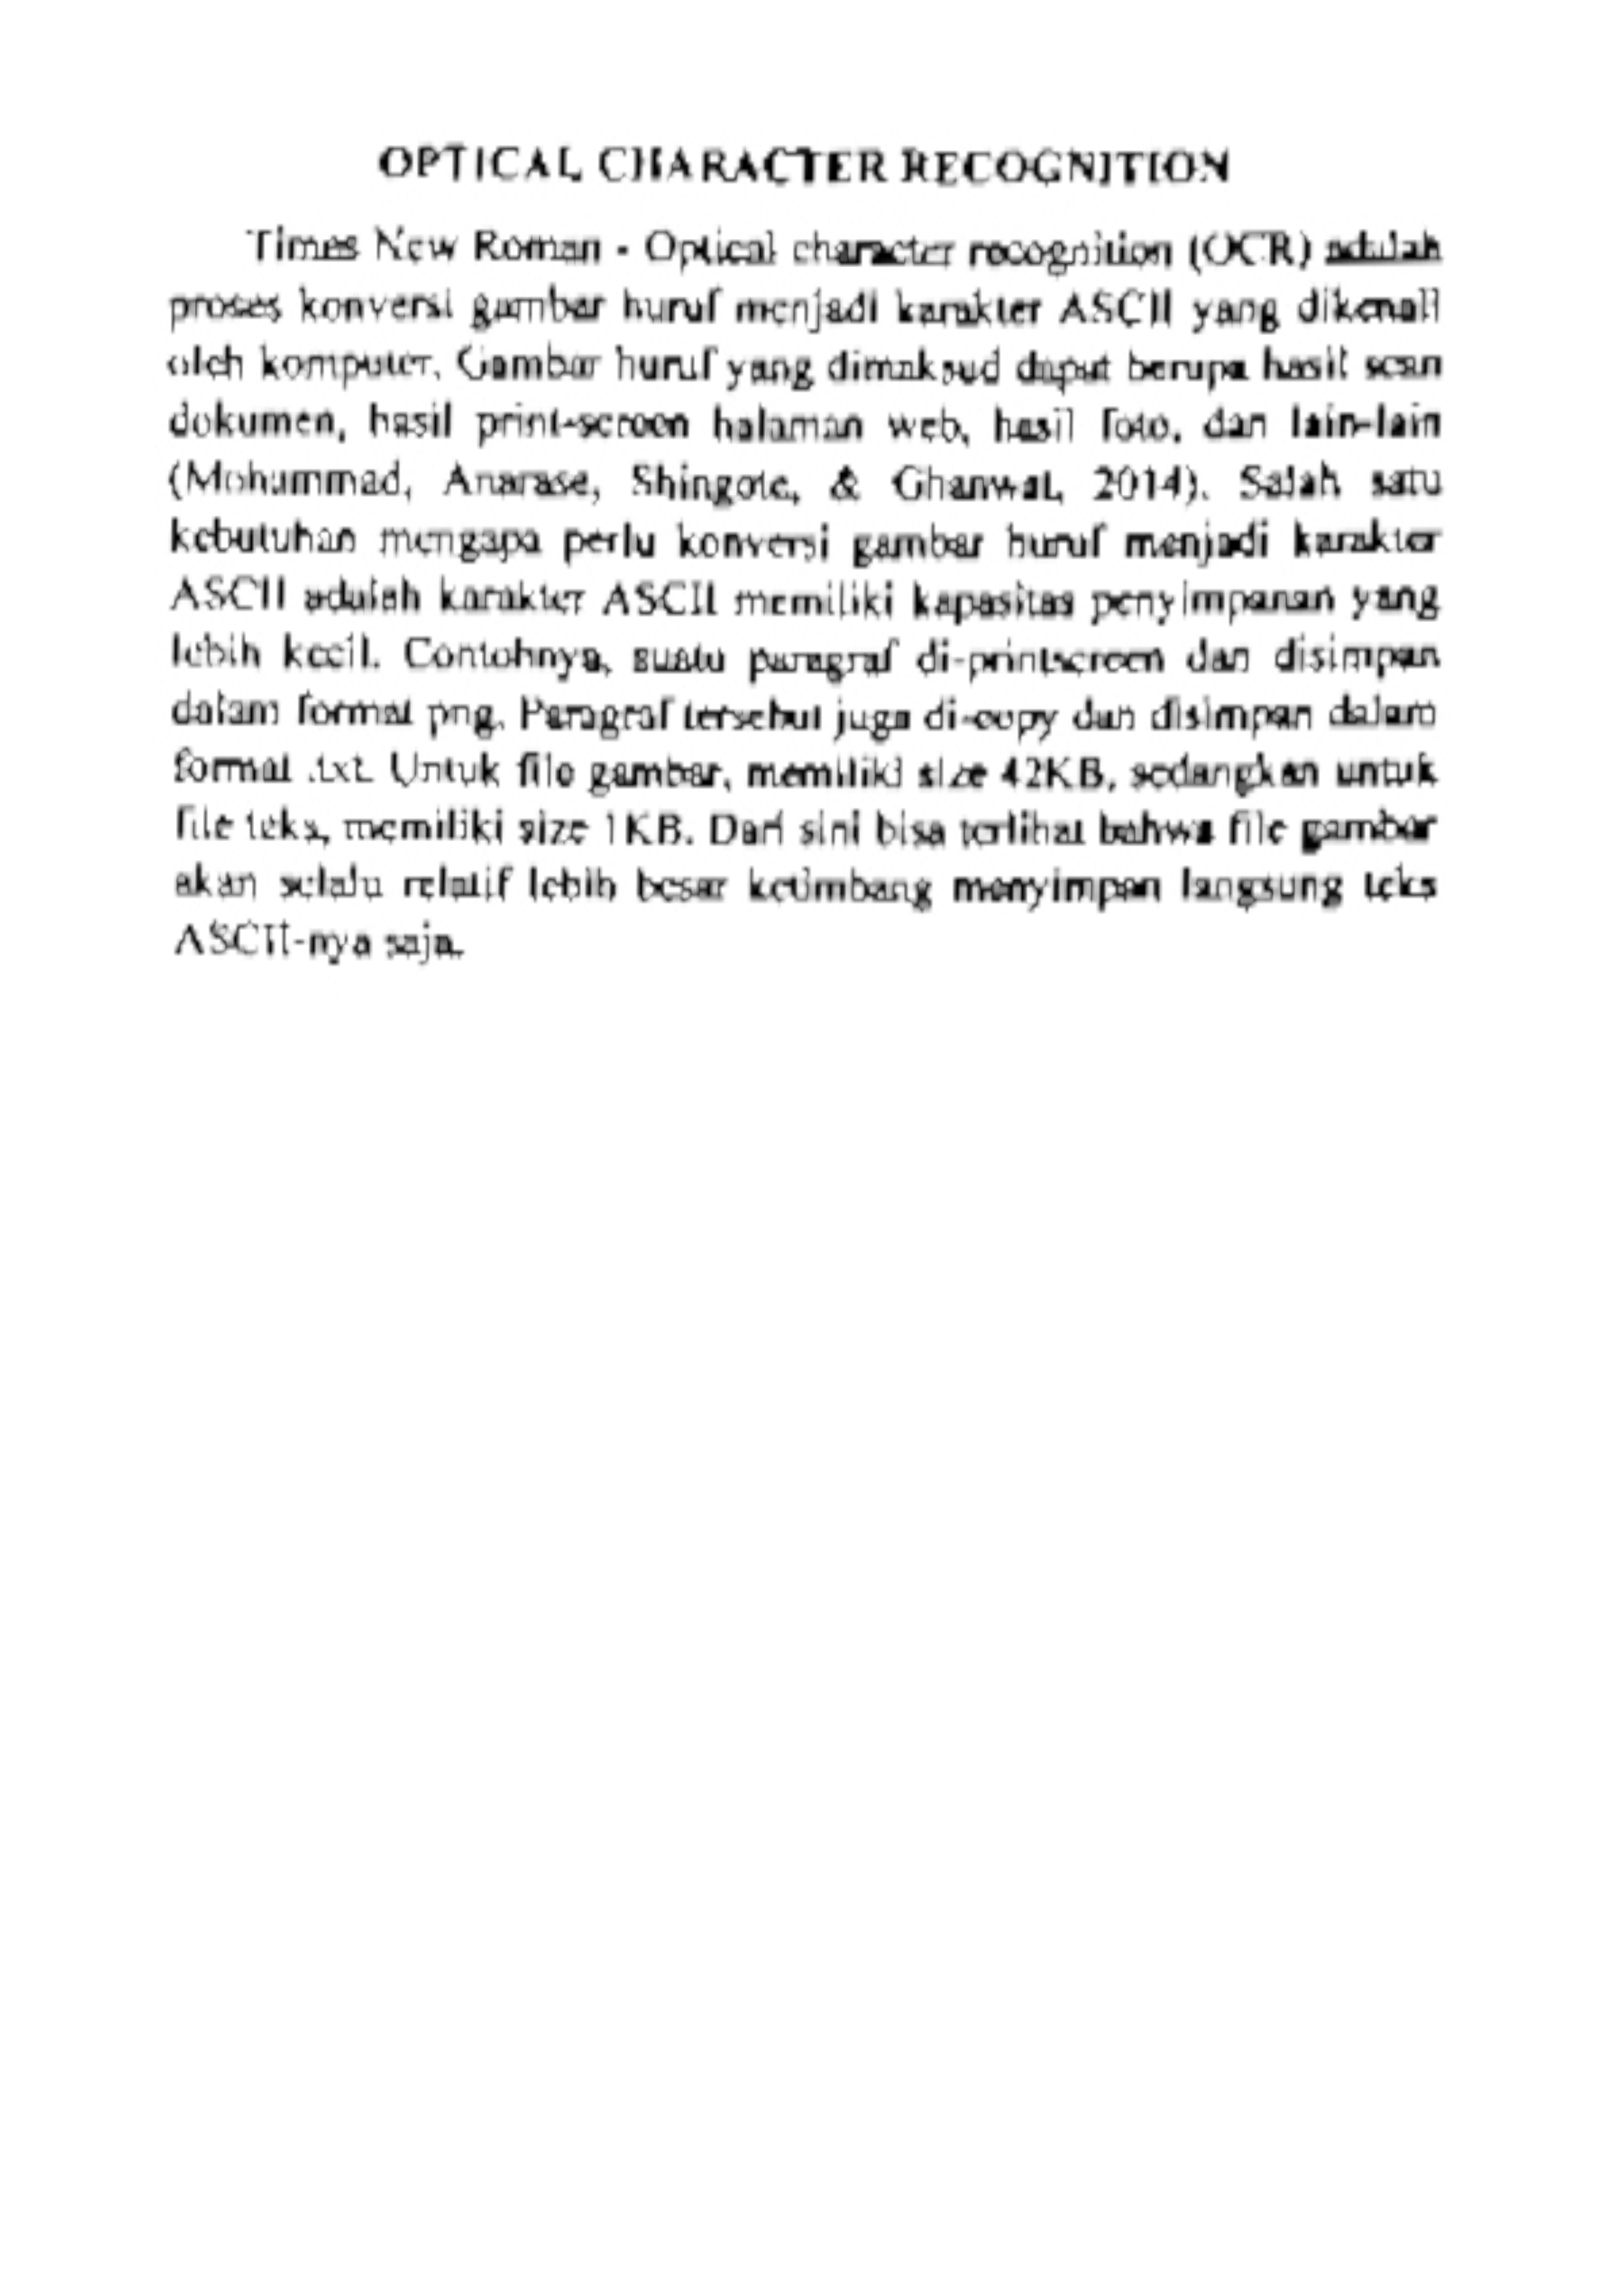 OPTICAL CHARACTER RECOGNITION
Times New Roman - Optical character recognition (OCR) adalah
proses konversi gambar huruf menjadi karakter ASCII yang dikenali
oleh komputer. Gambar huruf yang dimaksud dapat berupa hasil scan
dokumen, hasil print-screen halaman web, hasil foto, dan lain-lain
(Mohammad, Anarase, Shingote, & Ghanwat, 2014). Salah satu
kebutuhan mengapa perlu konversi gambar huruf menjadi karakter
ASCII adalah karakter ASCII memiliki kapasitas penyimpanan yang
lebih kecil. Contohnya, suatu paragraf di-printscreen dan disimpan
dalam format png. Paragraf tersebut juga di-copy dan disimpan dalam
format .txt. Untuk file gambar, memiliki size 42KB, sedangkan untuk
file teks, memiliki size 1KB. Dari sini bisa terlihat bahwa file gambar
akan selalu relatif lebih besar ketimbang menyimpan langsung teks
ASCII-nya saja.